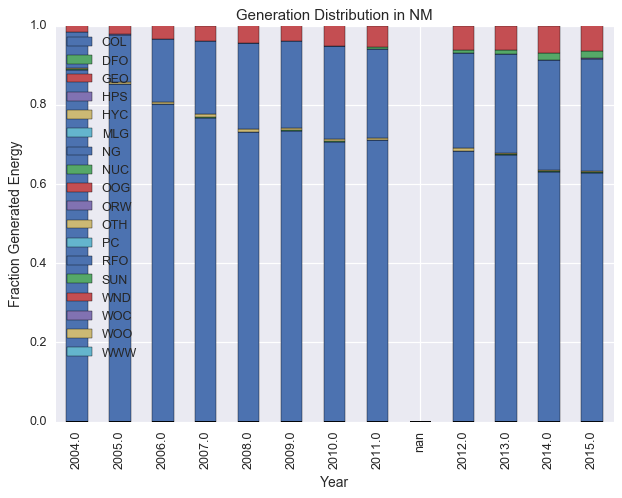 Generation Distribution in NM
1.0
0.8
0.6
0.4
0.2
0.0
Fraction Generated Energy
COL
DFO
GEO
HPS
HYC
MLG
NG
NUC
OOG
ORW
OTH
PC
RFO
SUN
WND
WOC
WOO
WWW
2004.0
2005.0
2006.0
2007.0
2008.0
2009.0
2010.0
2011.0
nan
2012.0
2013.0
2014.0
2015.0
Year